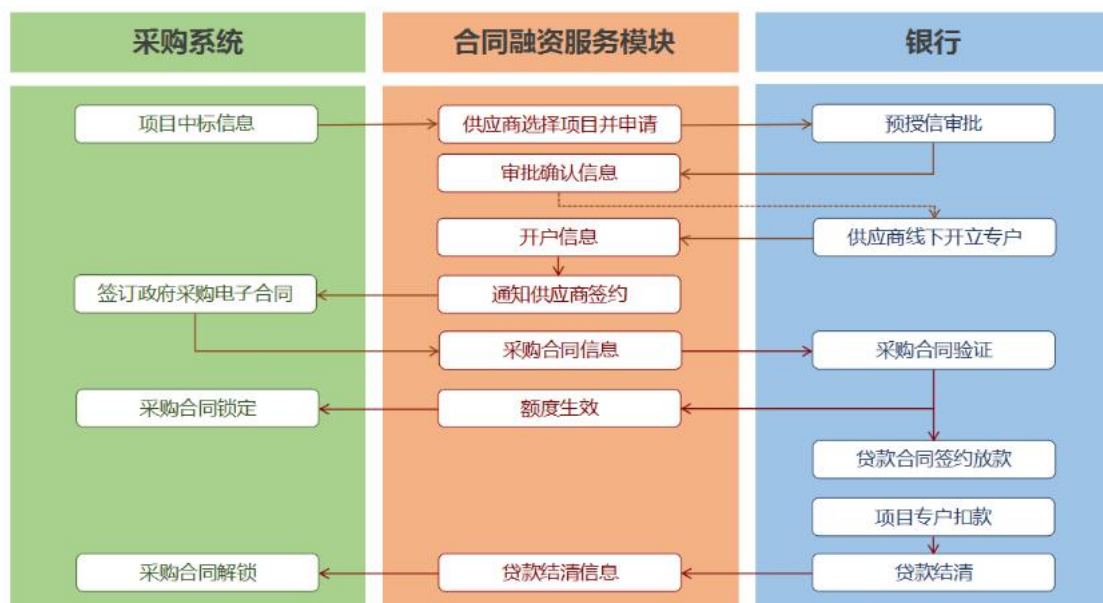 采购系统
合同融资服务模块
银行
项目中标信息
供应商选择项目并申请
预授信审批
审批确认信息
开户信息
供应商线下开立专户
签订政府采购电子合同
通知供应商签约
采购合同信息
采购合同验证
采购合同锁定
额度生效
贷款合同签约放款
项目专户扣款
采购合同解锁
贷款结清信息
贷款结清